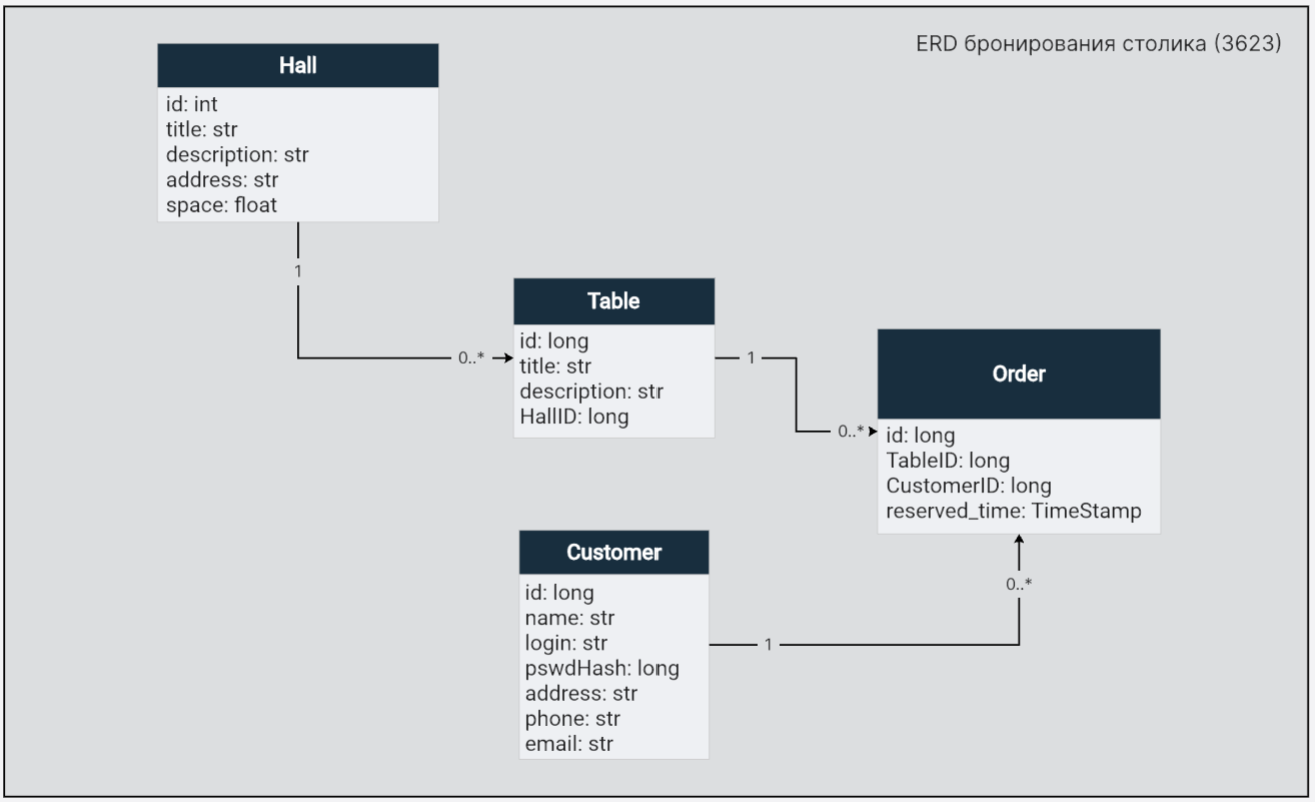 ERD бронирования столика (3623)
Hall
id: int
title: str
description: str
address: str
space: float
1
0..*
Table
id: long
title: str
description: str
HallID: long
1
0..*
Order
id: long
TableID: long
CustomerID: long
reserved_time: TimeStamp
Customer
id: long
name: str
login: str
pswdHash: long
address: str
phone: str
email: str
1
0..*